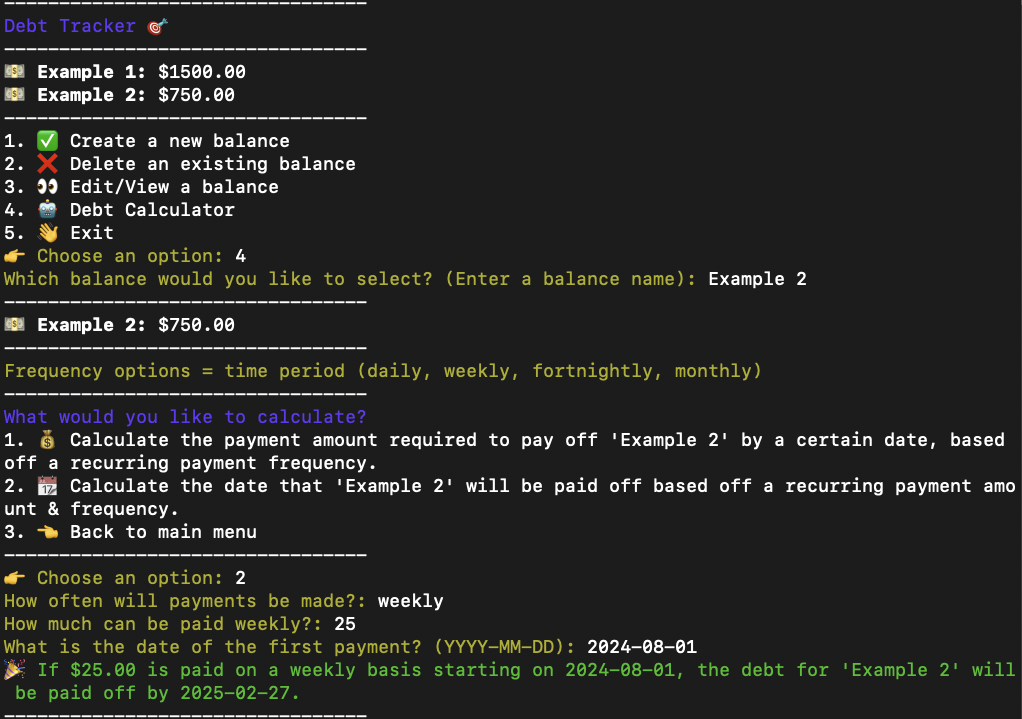 ---------------------------------
Debt Tracker 🎯
---------------------------------
💵 Example 1: $1500.00
💵 Example 2: $750.00
---------------------------------
1. ✅ Create a new balance
2. ❌ Delete an existing balance
3. 👀 Edit/View a balance
4. 🤖 Debt Calculator
5. 👋 Exit
👉 Choose an option: 4
Which balance would you like to select? (Enter a balance name): Example 2
---------------------------------
💵 Example 2: $750.00
---------------------------------
Frequency options = time period (daily, weekly, fortnightly, monthly)
---------------------------------
What would you like to calculate?
1. 💰 Calculate the payment amount required to pay off 'Example 2' by a certain date, based
off a recurring payment frequency.
2. 📆 Calculate the date that 'Example 2' will be paid off based off a recurring payment amo
unt & frequency.
3. 👈 Back to main menu
---------------------------------
👉 Choose an option: 2
How often will payments be made?: weekly
How much can be paid weekly?: 25
What is the date of the first payment? (YYYY-MM-DD): 2024-08-01
🎉 If $25.00 is paid on a weekly basis starting on 2024-08-01, the debt for 'Example 2' will
 be paid off by 2025-02-27.
---------------------------------